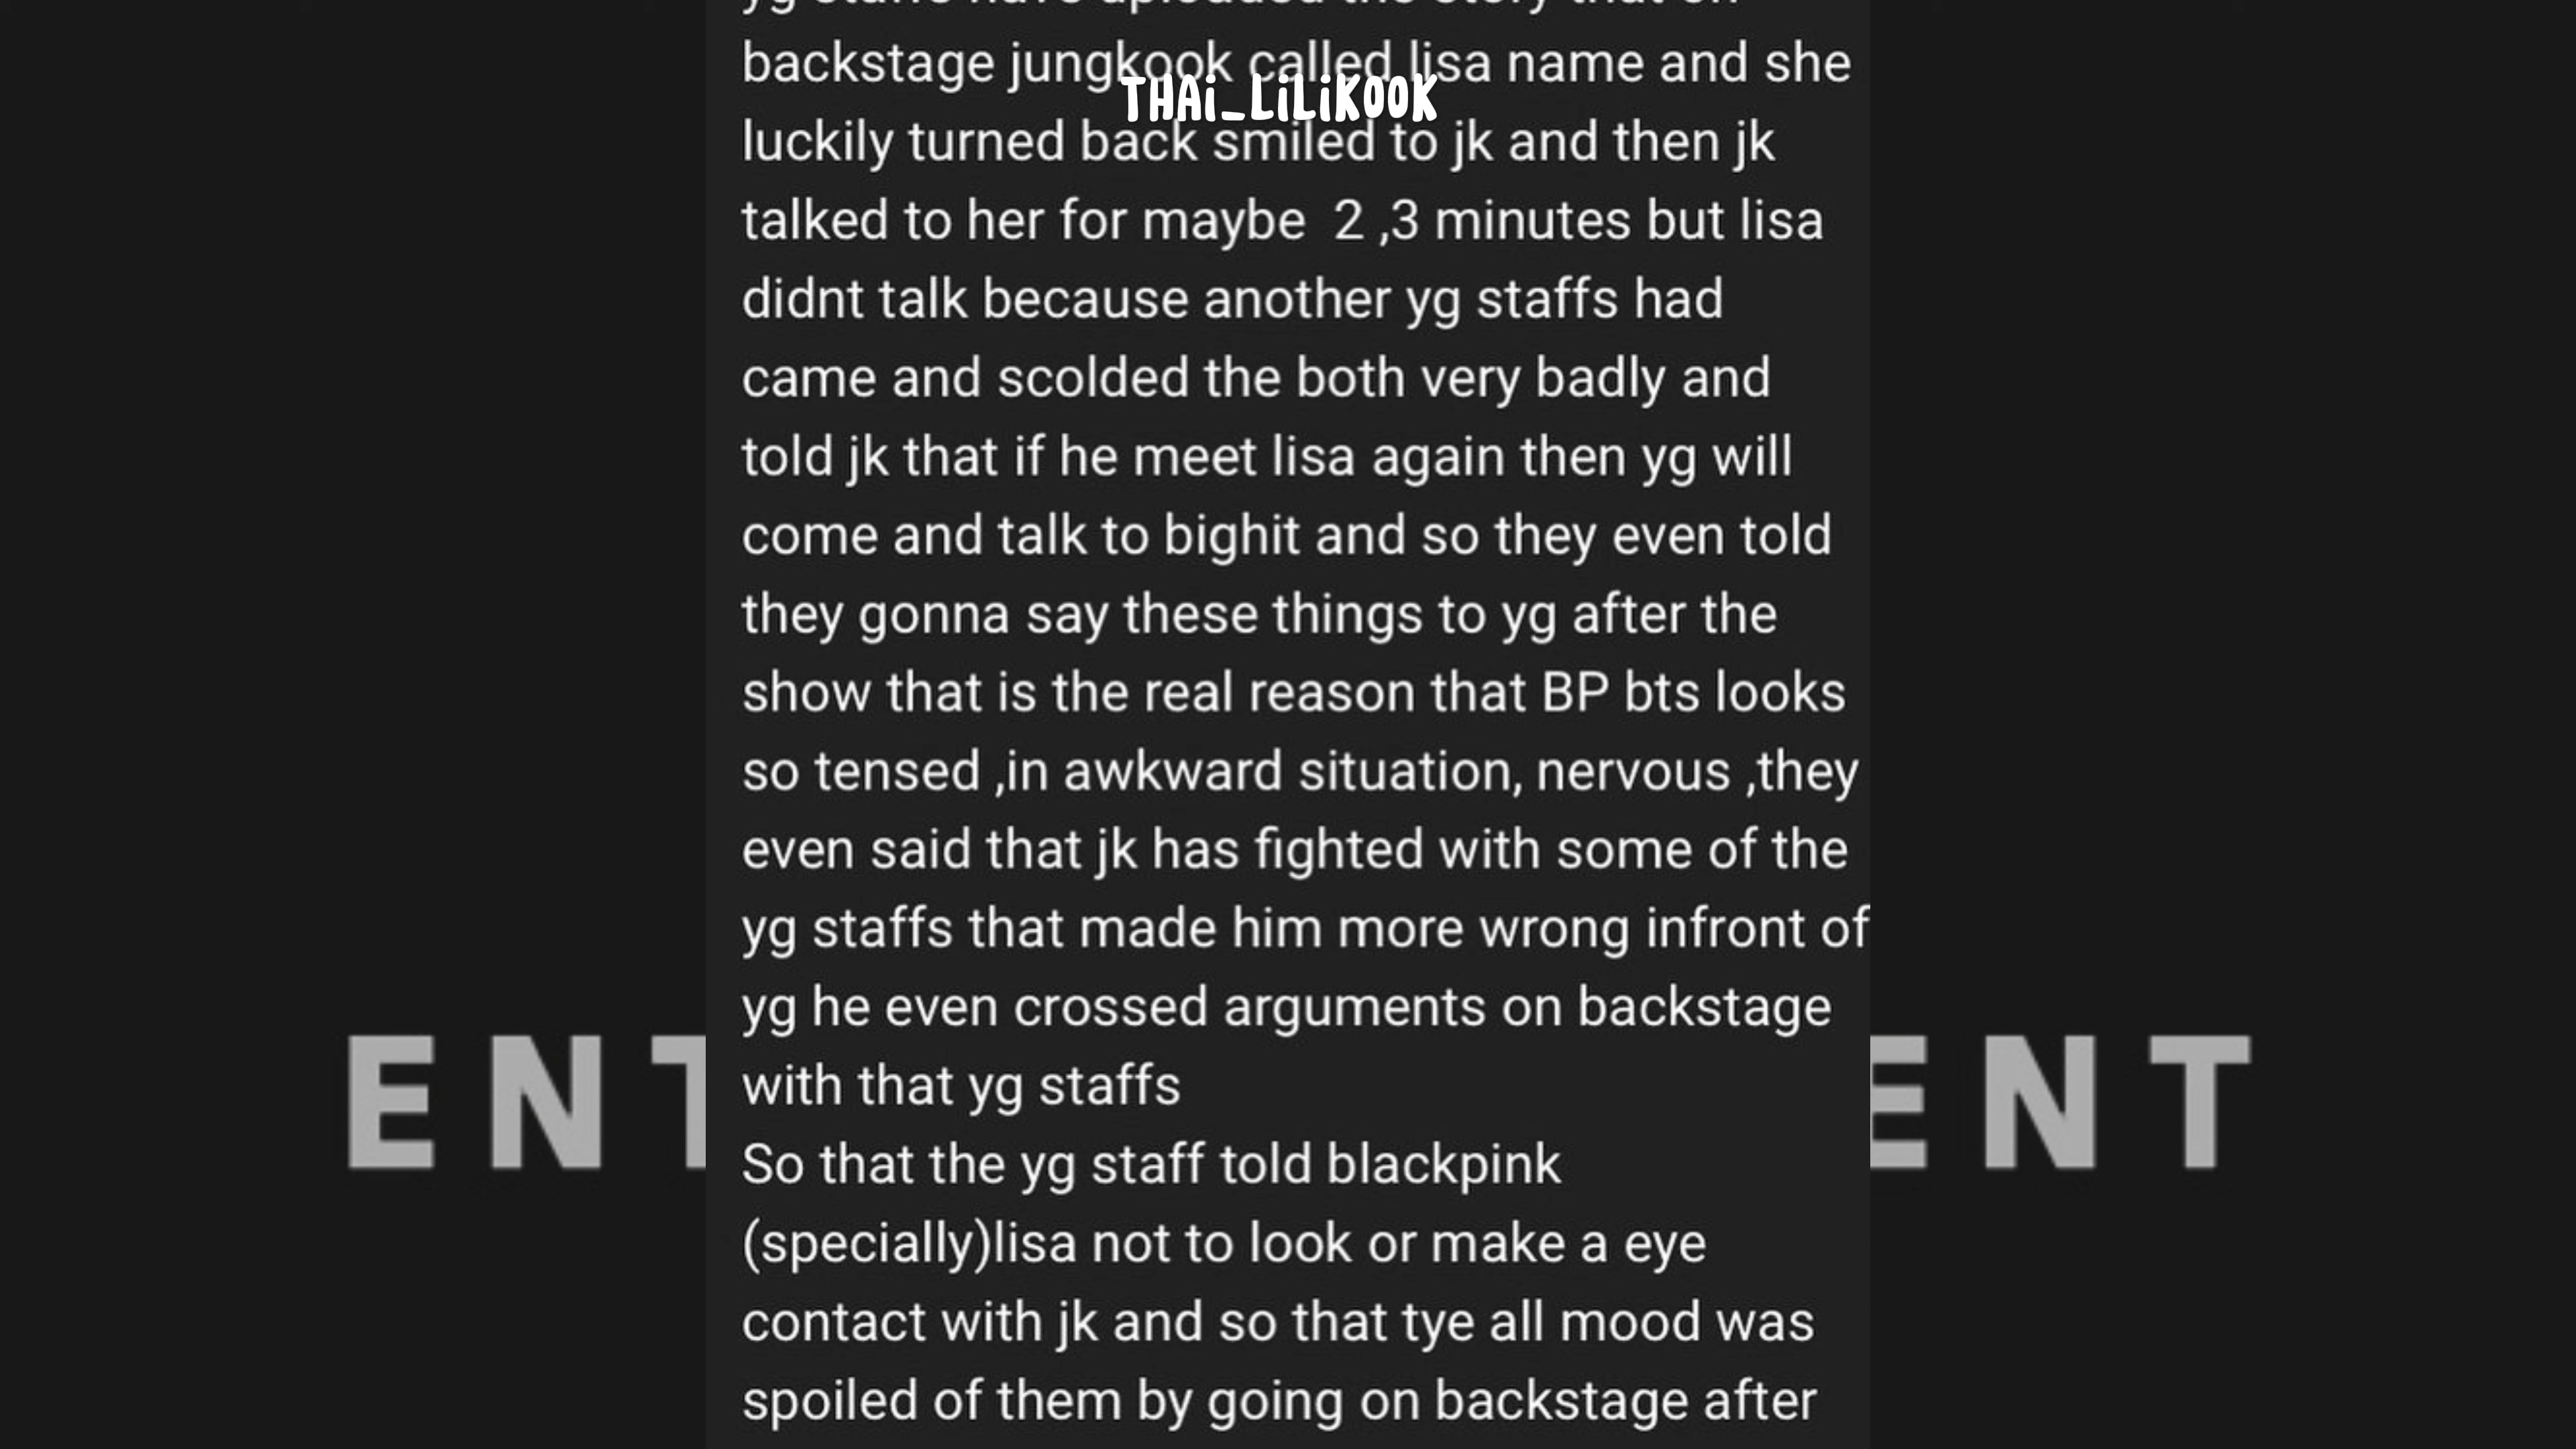 yg staffs have uploaded the story that on
backstage jungkook called lisa name and she
THAi_LiLiKOOK
luckily turned back smiled to jk and then jk
talked to her for maybe 2 ,3 minutes but lisa
didnt talk because another yg staffs had
came and scolded the both very badly and
told jk that if he meet lisa again then yg will
come and talk to bighit and so they even told
they gonna say these things to yg after the
show that is the real reason that BP bts looks
so tensed ,in awkward situation, nervous ,they
even said that jk has fighted with some of the
yg staffs that made him more wrong infront of
yg he even crossed arguments on backstage
with that yg staffs
So that the yg staff told blackpink
(specially)lisa not to look or make a eye
contact with jk and so that tye all mood was
spoiled of them by going on backstage after
ENT ENT